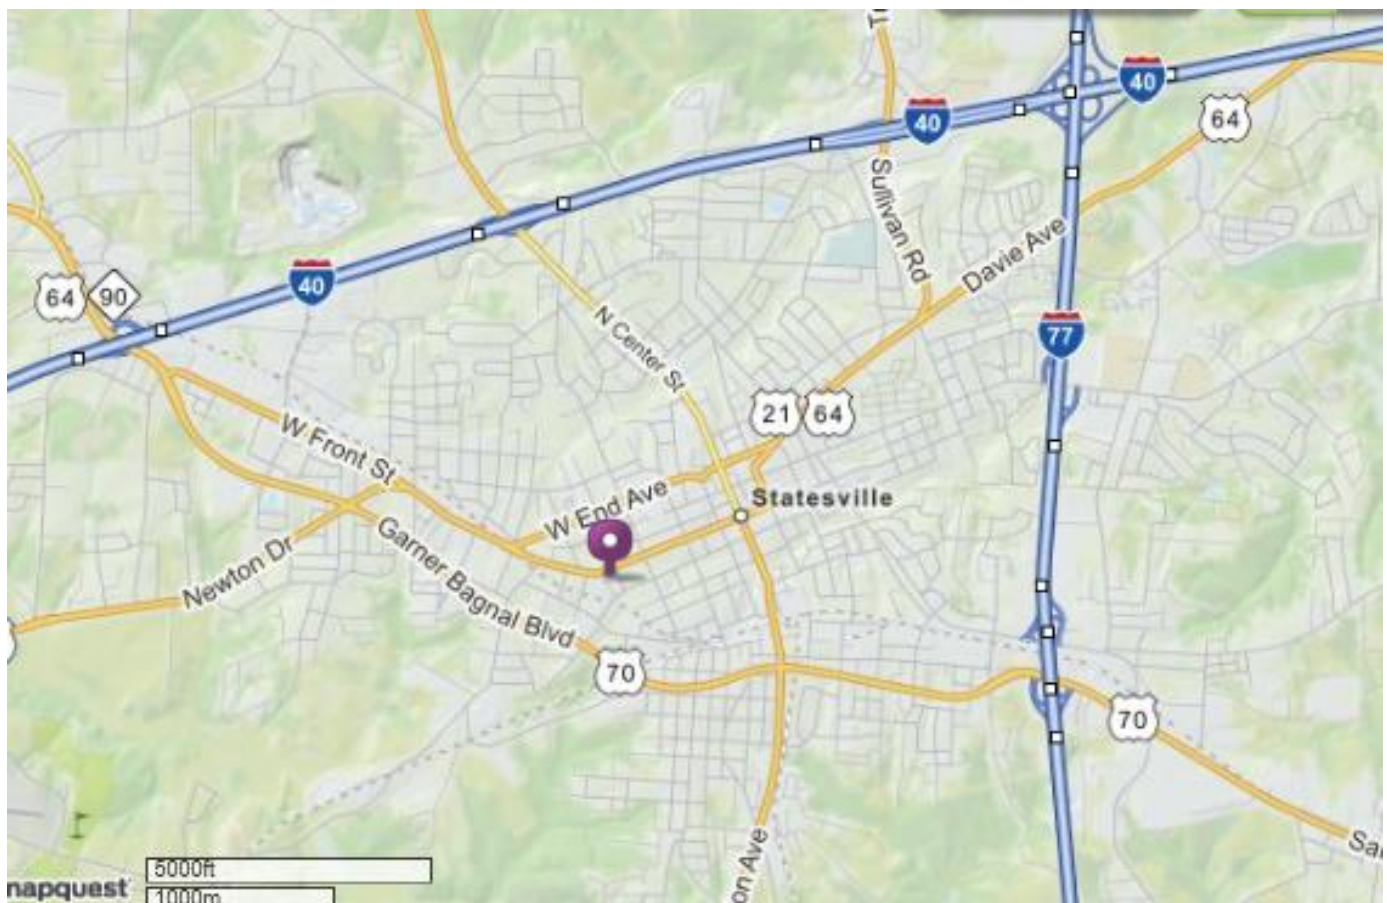 40
64
40
Sullivan Rd
Davie Ave
64
90
40
N Center St
77
21
64
W Front St
W End Ave
Statesville
Newton Dr
Garner Bagnal Blvd
70
70
5000ft
1000m
mapquest